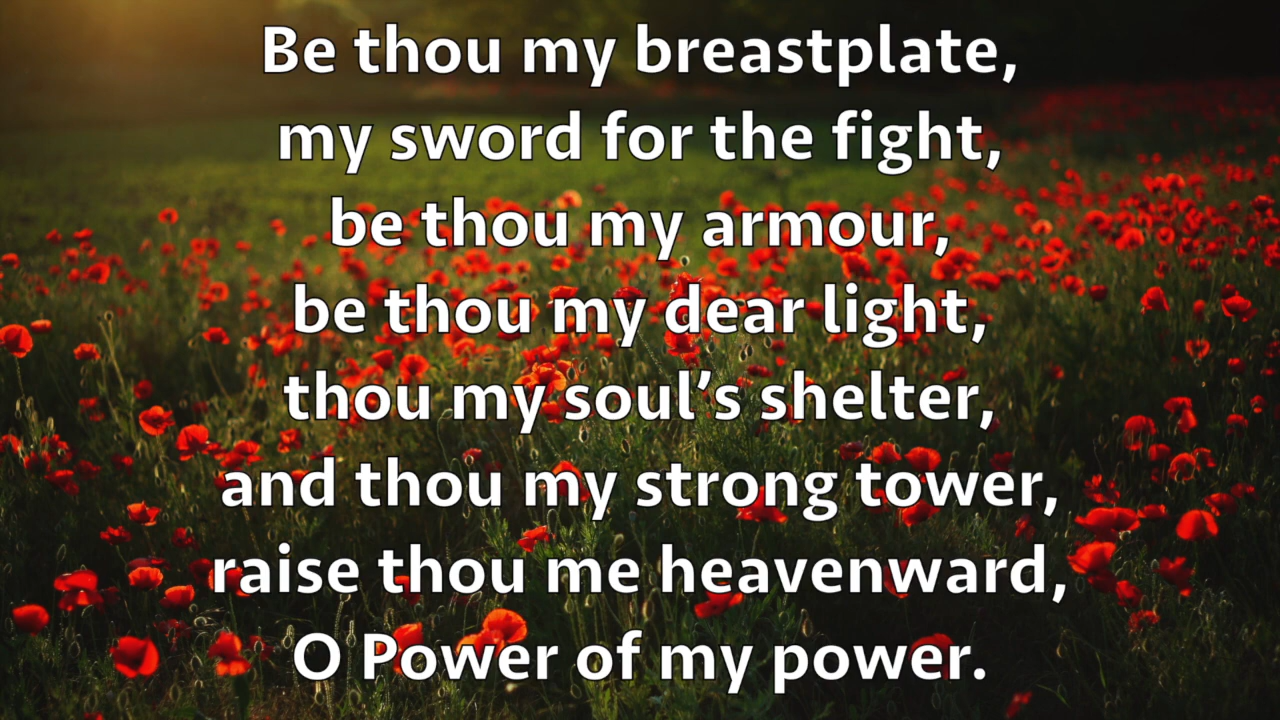 Be thou my breastplate,
my sword for the fight,
be thou my armour,
be thou my dear light,
thou my soul’s shelter,
and thou my strong tower,
raise thou me heavenward,
O Power of my power.